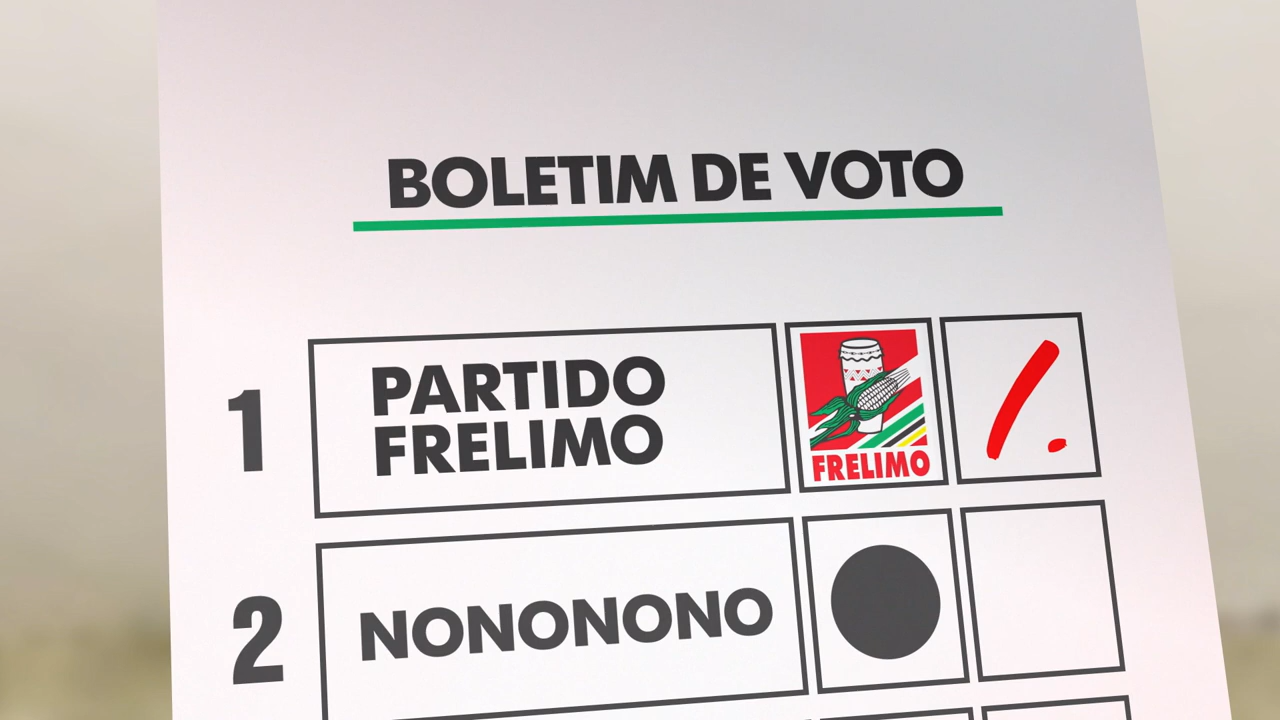 BOLETIM DE VOTO
1
PARTIDO
FRELIMO
FRELIMO
2
NONONONO